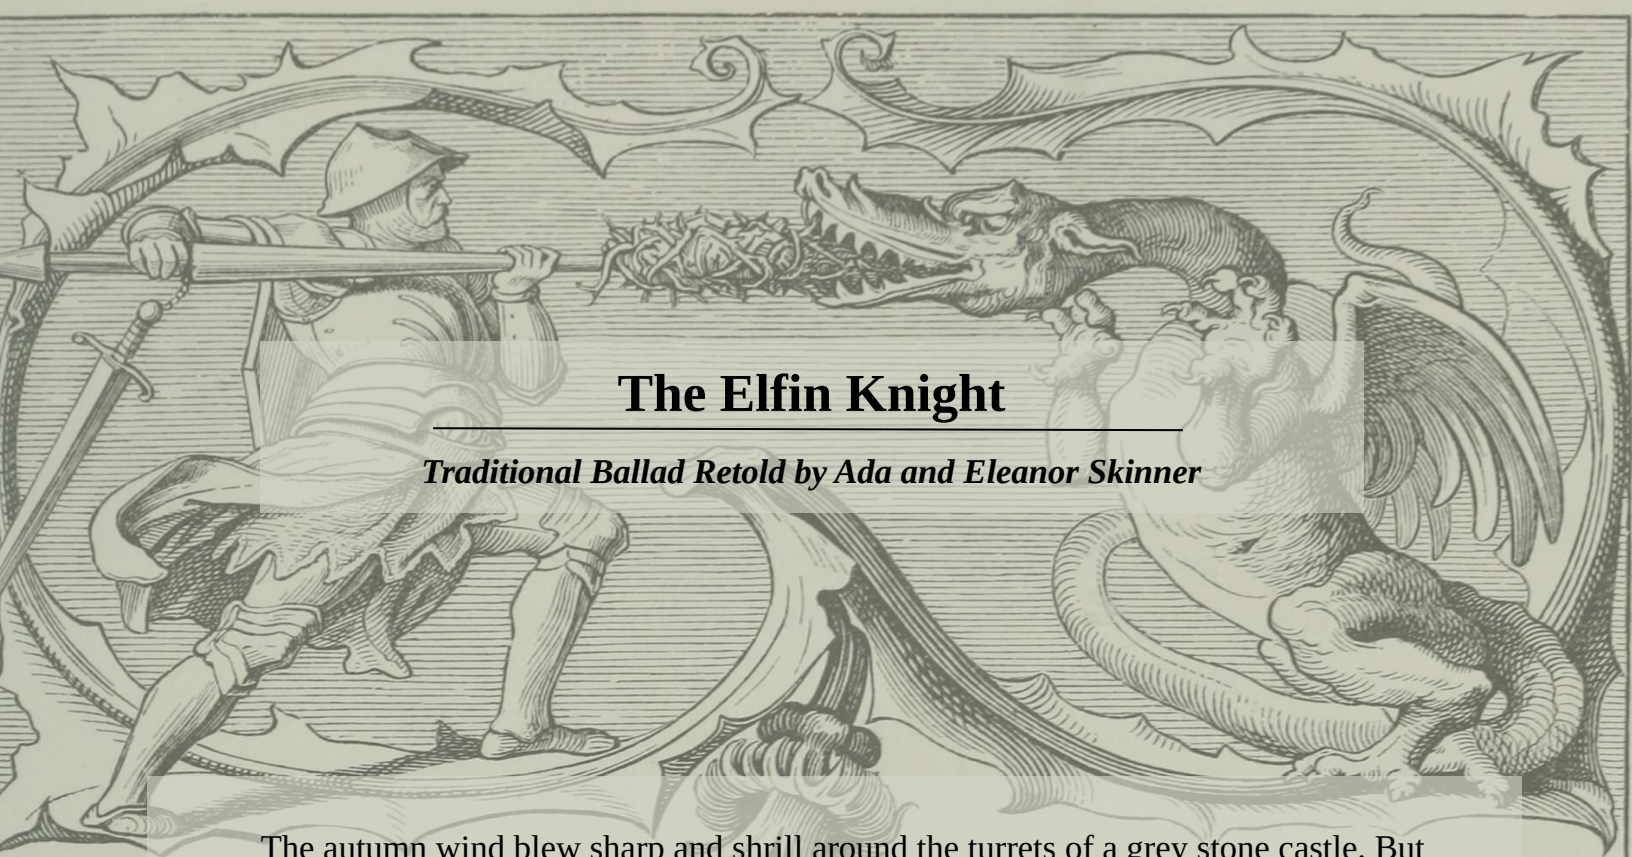 The Elfin Knight
Traditional Ballad Retold by Ada and Eleanor Skinner
The autumn wind blew sharp and shrill around the turrets of a grey stone castle. But